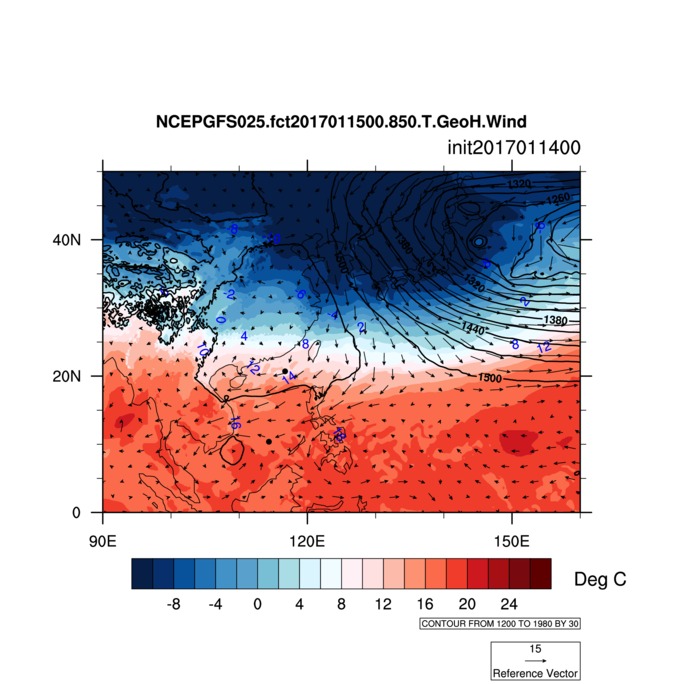 NCEPGFS025.fct2017011500.850.T.GeoH.Wind
init2017011400
1320
1260
40N
1380
1440
1500
20N
0
90E
120E
150E
-8 -4 0 4 8 12 16 20 24
Deg C
CONTOUR FROM 1200 TO 1980 BY 30
15
Reference Vector